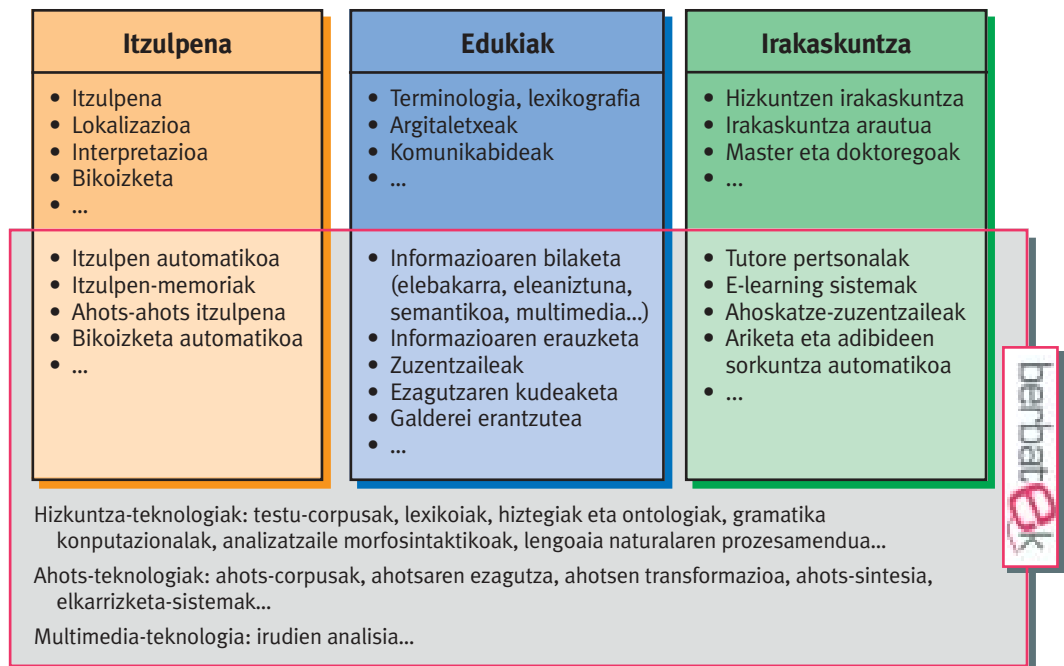 Itzulpena
• Itzulpena
• Lokalizazioa
• Interpretazioa
• Bikoizketa
• ...
• Itzulpen automatikoa
• Itzulpen-memoriak
• Ahots-ahots itzulpena
• Bikoizketa automatikoa
• ...
Edukiak
• Terminologia, lexikografia
• Argitaletxeak
• Komunikabideak
• ...
• Informazioaren bilaketa
(elebakarra, eleaniztuna,
semantikoa, multimedia...)
• Informazioaren erauzketa
• Zuzentzaileak
• Ezagutzaren kudeaketa
• Galderei erantzutea
• ...
Irakaskuntza
• Hizkuntzen irakaskuntza
• Irakaskuntza arautua
• Master eta doktoregoak
• ...
• Tutore pertsonalak
• E-learning sistemak
• Ahoskatze-zuzentzaileak
• Ariketa eta adibideen
sorkuntza automatikoa
• ...
berbatek
Hizkuntza-teknologiak: testu-corpusak, lexikoiak, hiztegiak eta ontologiak, gramatika
konputazionalak, analizatzaile morfosintaktikoak, lengoaia naturalaren prozesamendua...
Ahots-teknologiak: ahots-corpusak, ahotsaren ezagutza, ahotsen transformazioa, ahots-sintesia,
elkarrizketa-sistemak...
Multimedia-teknologia: irudien analisia...